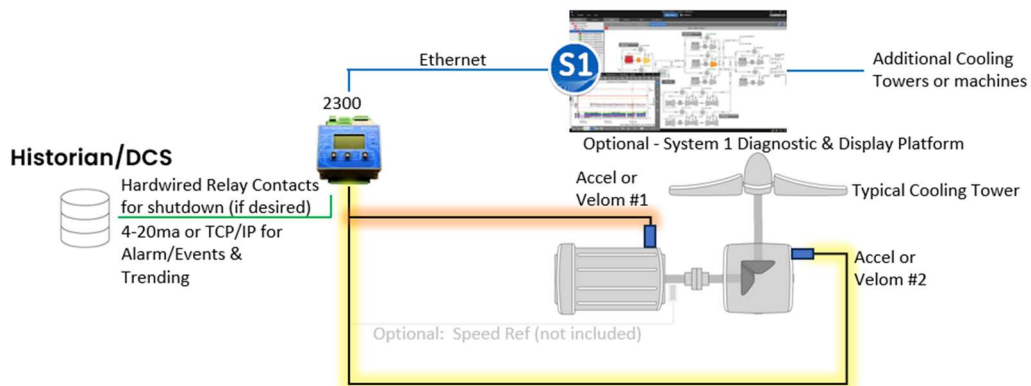 Ethernet
S1
Additional Cooling
Towers or machines
2300
Optional - System 1 Diagnostic & Display Platform
Historian/DCS
Hardwired Relay Contacts
for shutdown (if desired)
4-20ma or TCP/IP for
Alarm/Events &
Trending
Accel or
Velom #1
Typical Cooling Tower
Accel or
Velom #2
Optional: Speed Ref (not included)